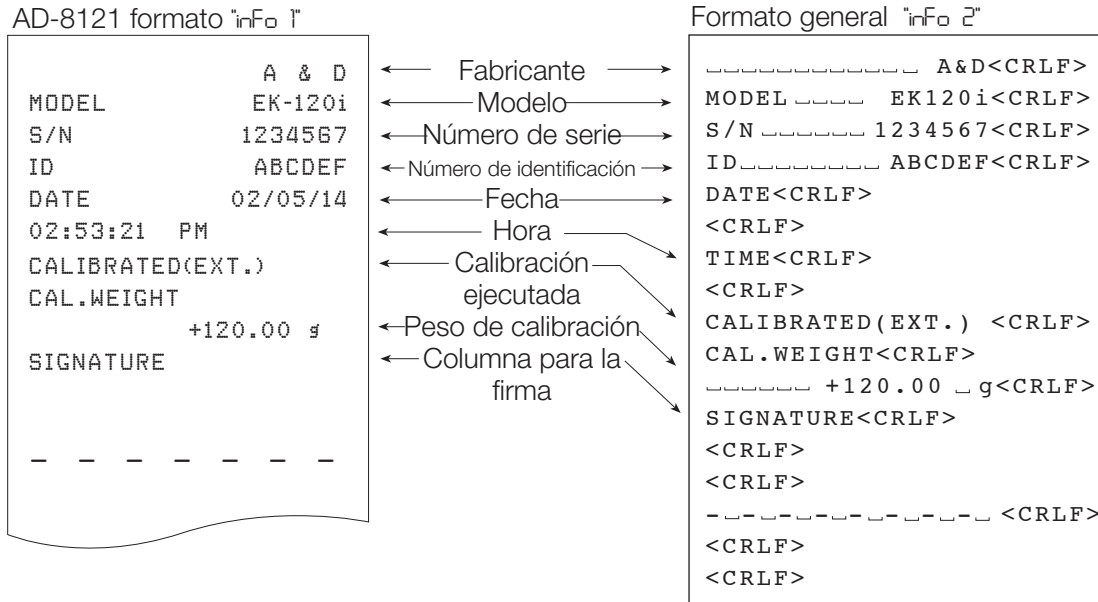 AD-8121 formato "inFo 1"
A & D
MODEL EK-120i
S/N 1234567
ID ABCDEF
DATE 02/05/14
02:53:21 PM
CALIBRATED(EXT.)
CAL.WEIGHT
+120.00 g
SIGNATURE
_ _ _ _ _ _ _
Fabricante
Modelo
Número de serie
Número de identificación
Fecha
Hora
Calibración
ejecutada
Peso de calibración
Columna para la
firma
Formato general "inFo 2"
␣␣␣␣␣␣␣␣␣␣␣␣ A&D<CRLF>
MODEL ␣␣␣␣ EK120i<CRLF>
S/N ␣␣␣␣␣␣ 1234567<CRLF>
ID␣␣␣␣␣␣␣␣ ABCDEF<CRLF>
DATE<CRLF>
<CRLF>
TIME<CRLF>
<CRLF>
CALIBRATED(EXT.) <CRLF>
CAL.WEIGHT<CRLF>
␣␣␣␣␣␣ +120.00 ␣ g<CRLF>
SIGNATURE<CRLF>
<CRLF>
<CRLF>
-␣-␣-␣-␣-␣-␣-␣-␣ <CRLF>
<CRLF>
<CRLF>